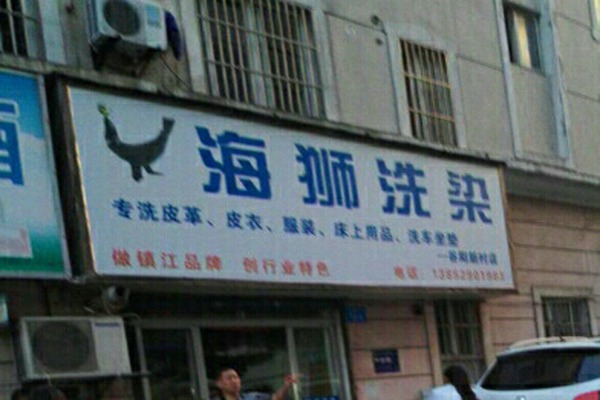 海狮洗染
专洗皮革、皮衣、服装、床上用品、洗车坐垫
做镇江品牌 创行业特色
电话: